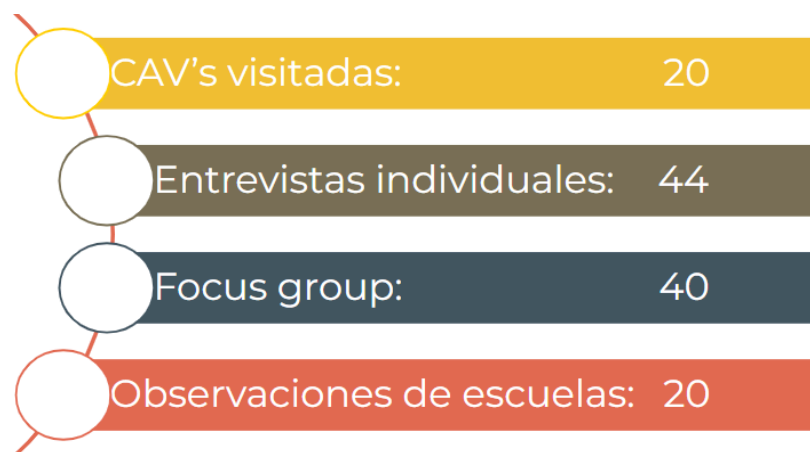 CAV’s visitadas: 20
Entrevistas individuales: 44
Focus group: 40
Observaciones de escuelas: 20